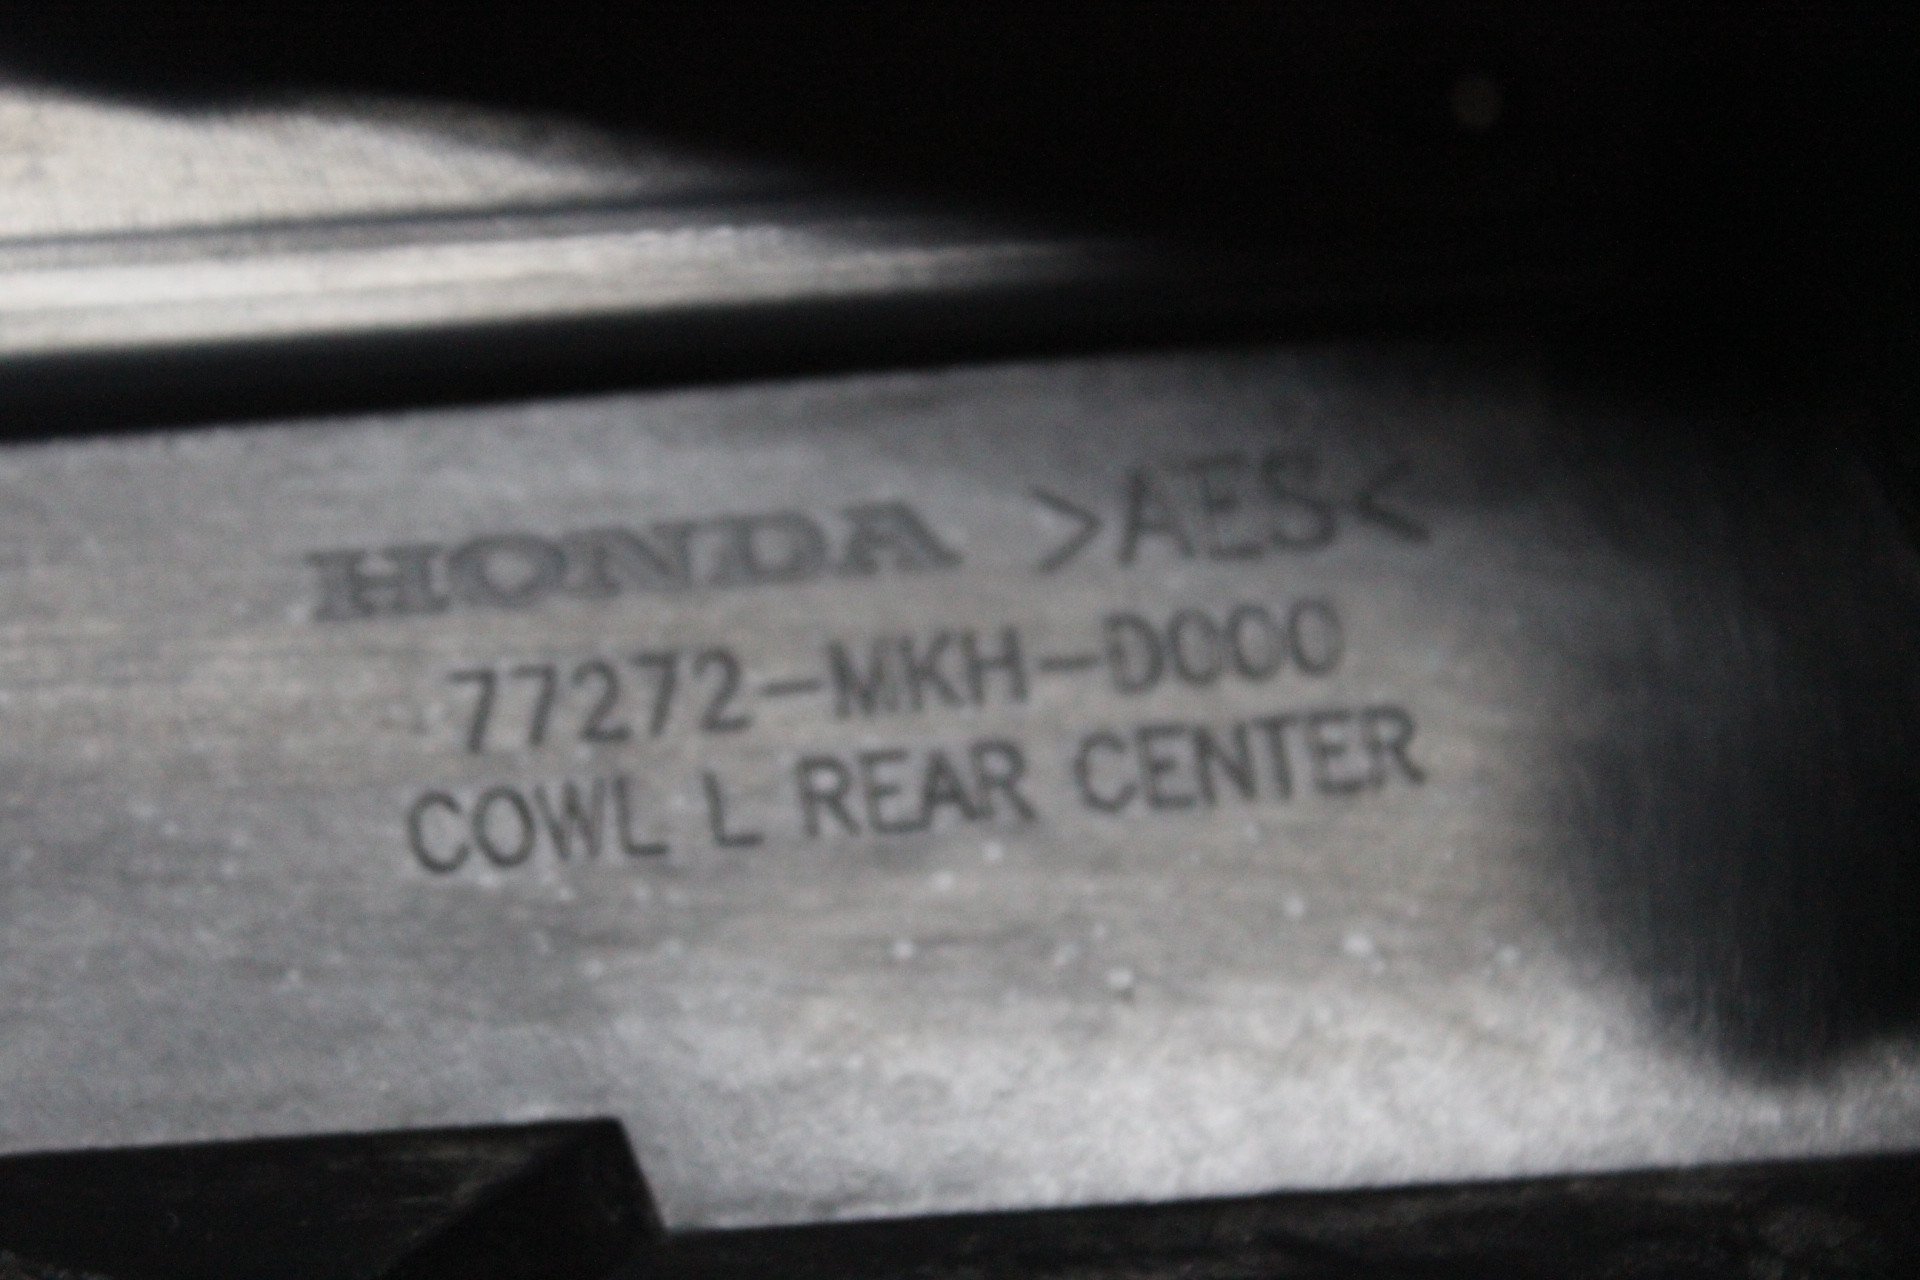 HONDA >AES<
77272-MKH-D000
COWL L REAR CENTER